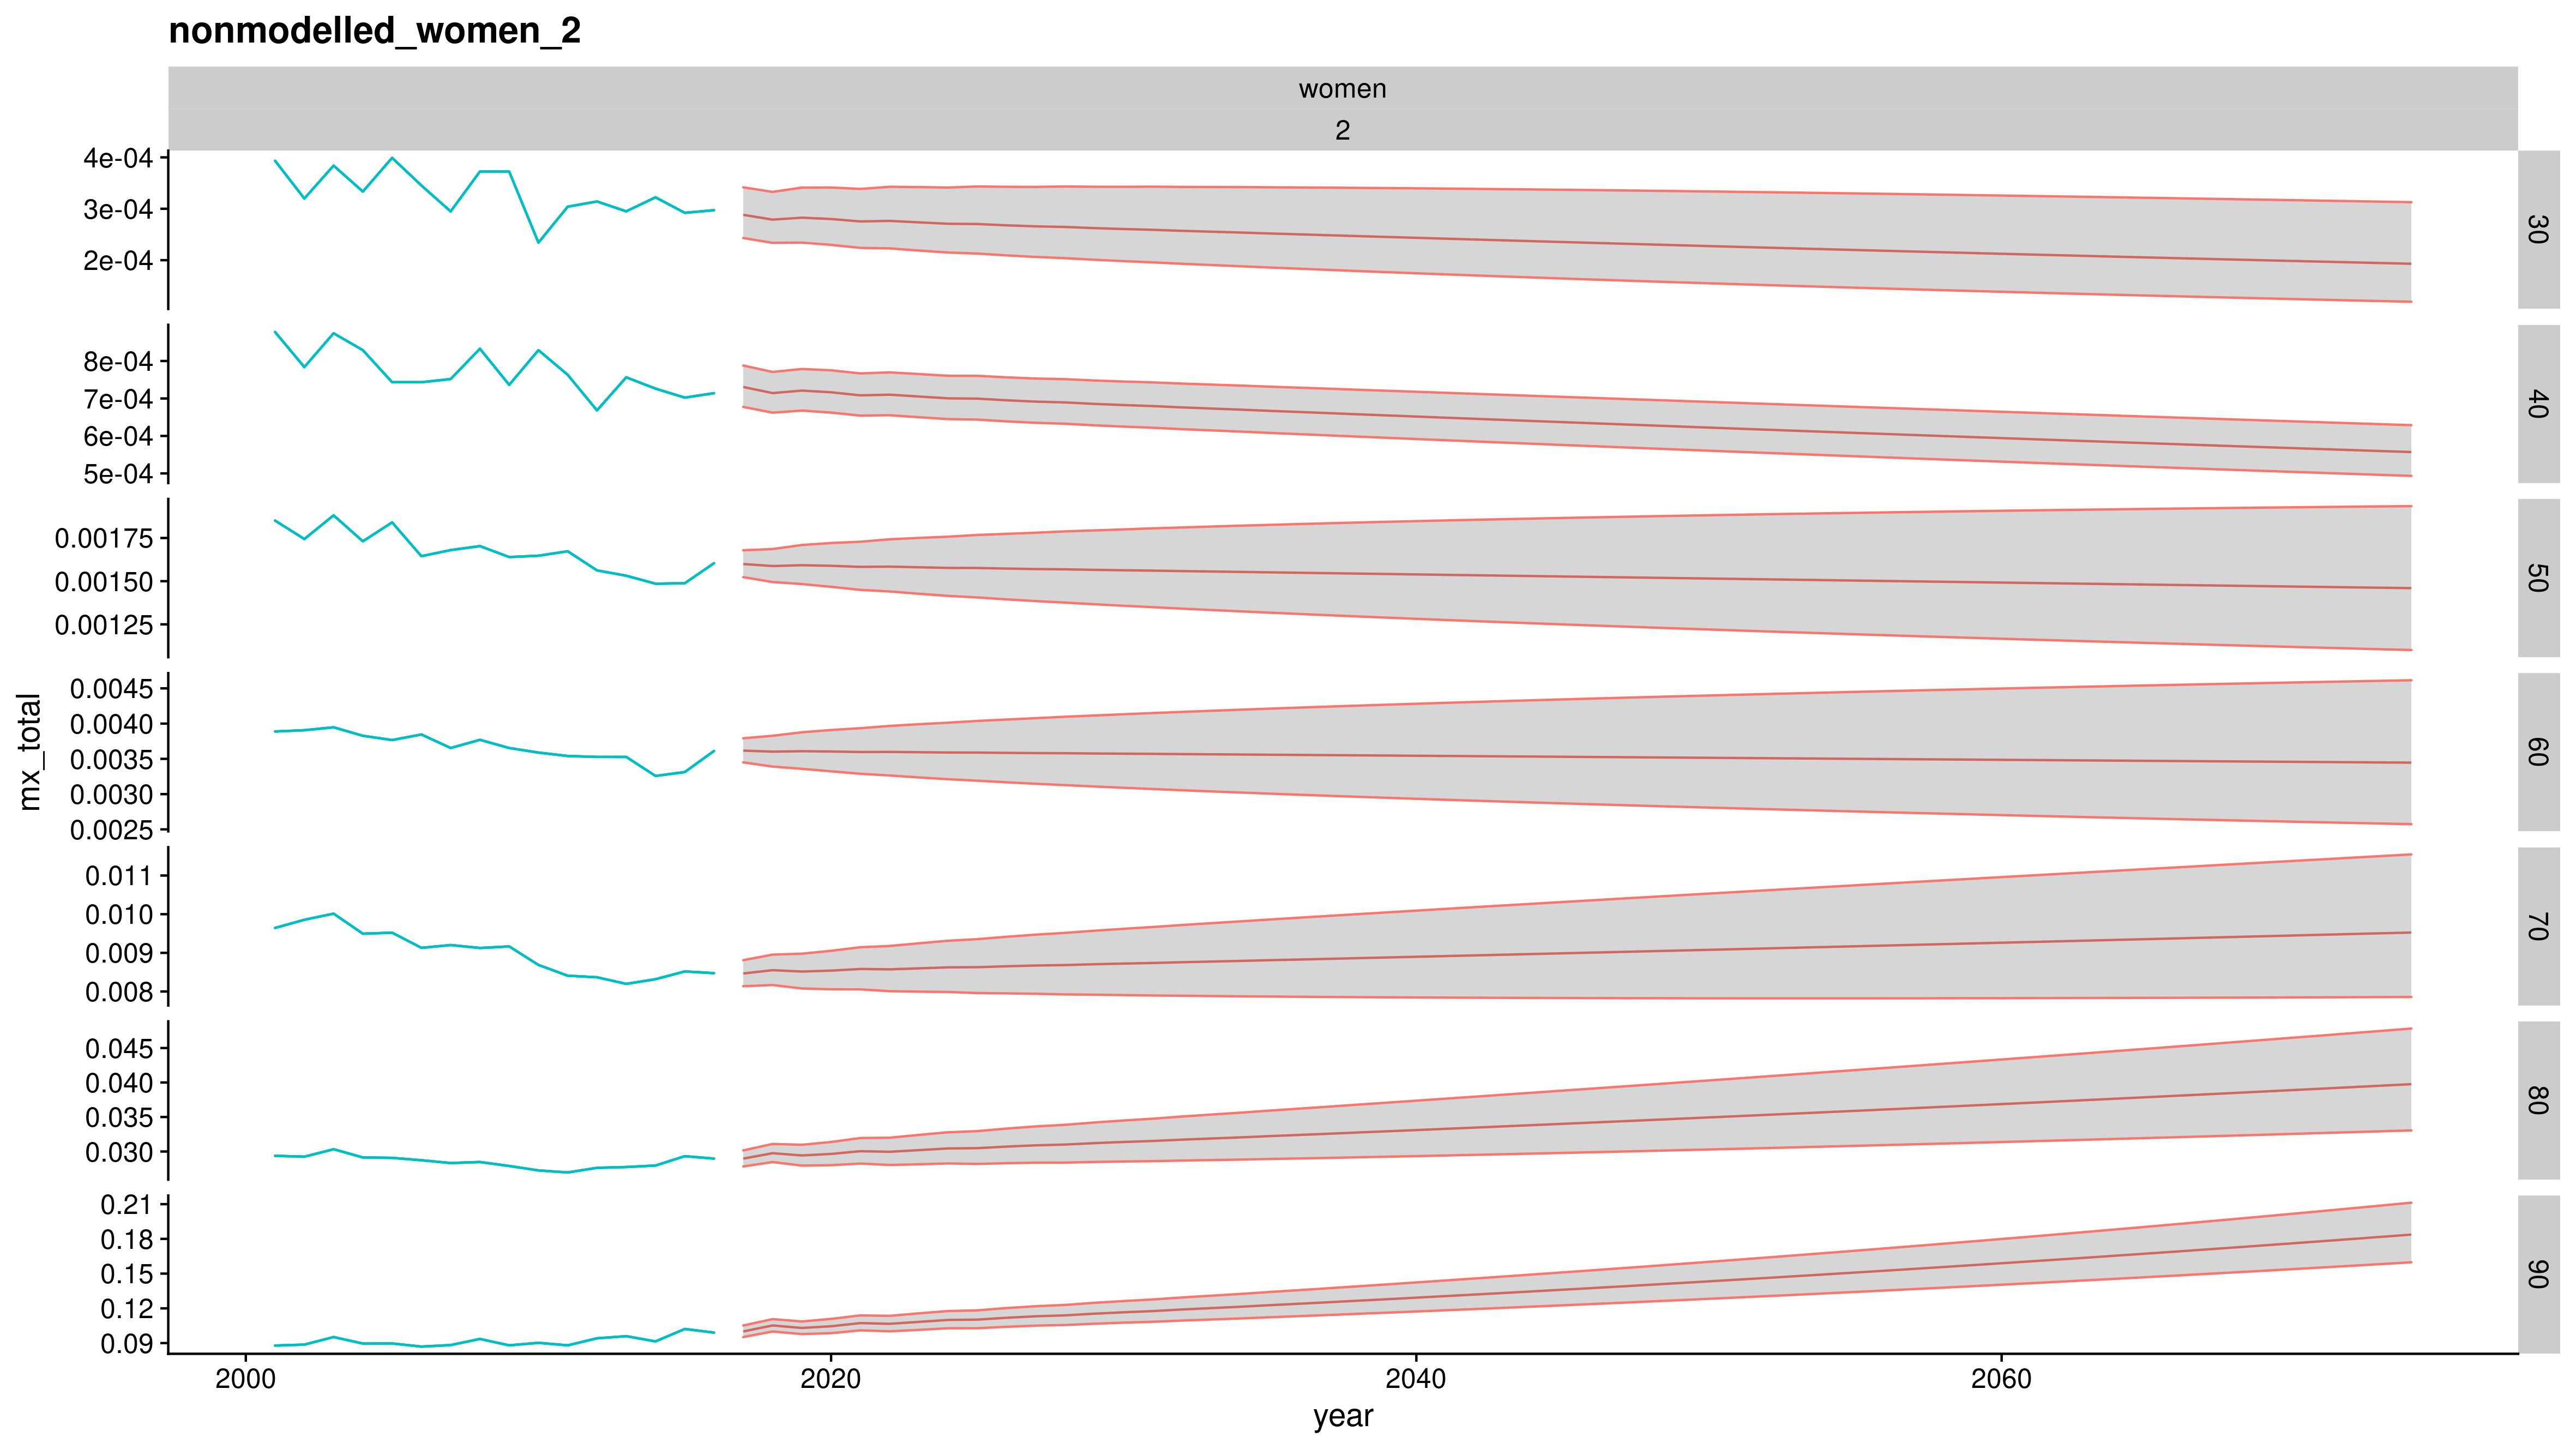 nonmodelled_women_2
women
2
4e-04
3e-04
2e-04
30
8e-04
7e-04
6e-04
5e-04
40
0.00175
0.00150
0.00125
50
0.0045
0.0040
0.0035
0.0030
0.0025
60
mx_total
0.011
0.010
0.009
0.008
70
0.045
0.040
0.035
0.030
80
0.21
0.18
0.15
0.12
0.09
90
2000 2020 2040 2060
year